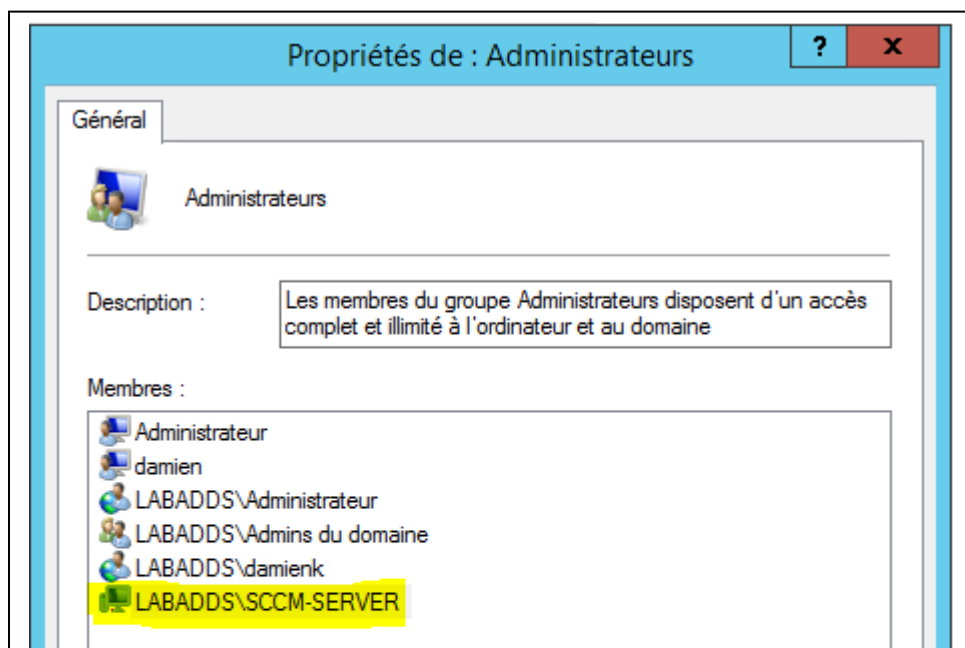 Propriétés de : Administrateurs
?
x
Général
Administrateurs
Description :
Les membres du groupe Administrateurs disposent d'un accès
complet et illimité à l'ordinateur et au domaine
Membres :
Administrateur
damien
LABADDS\Administrateur
LABADDS\Admins du domaine
LABADDS\damienk
LABADDS\SCCM-SERVER